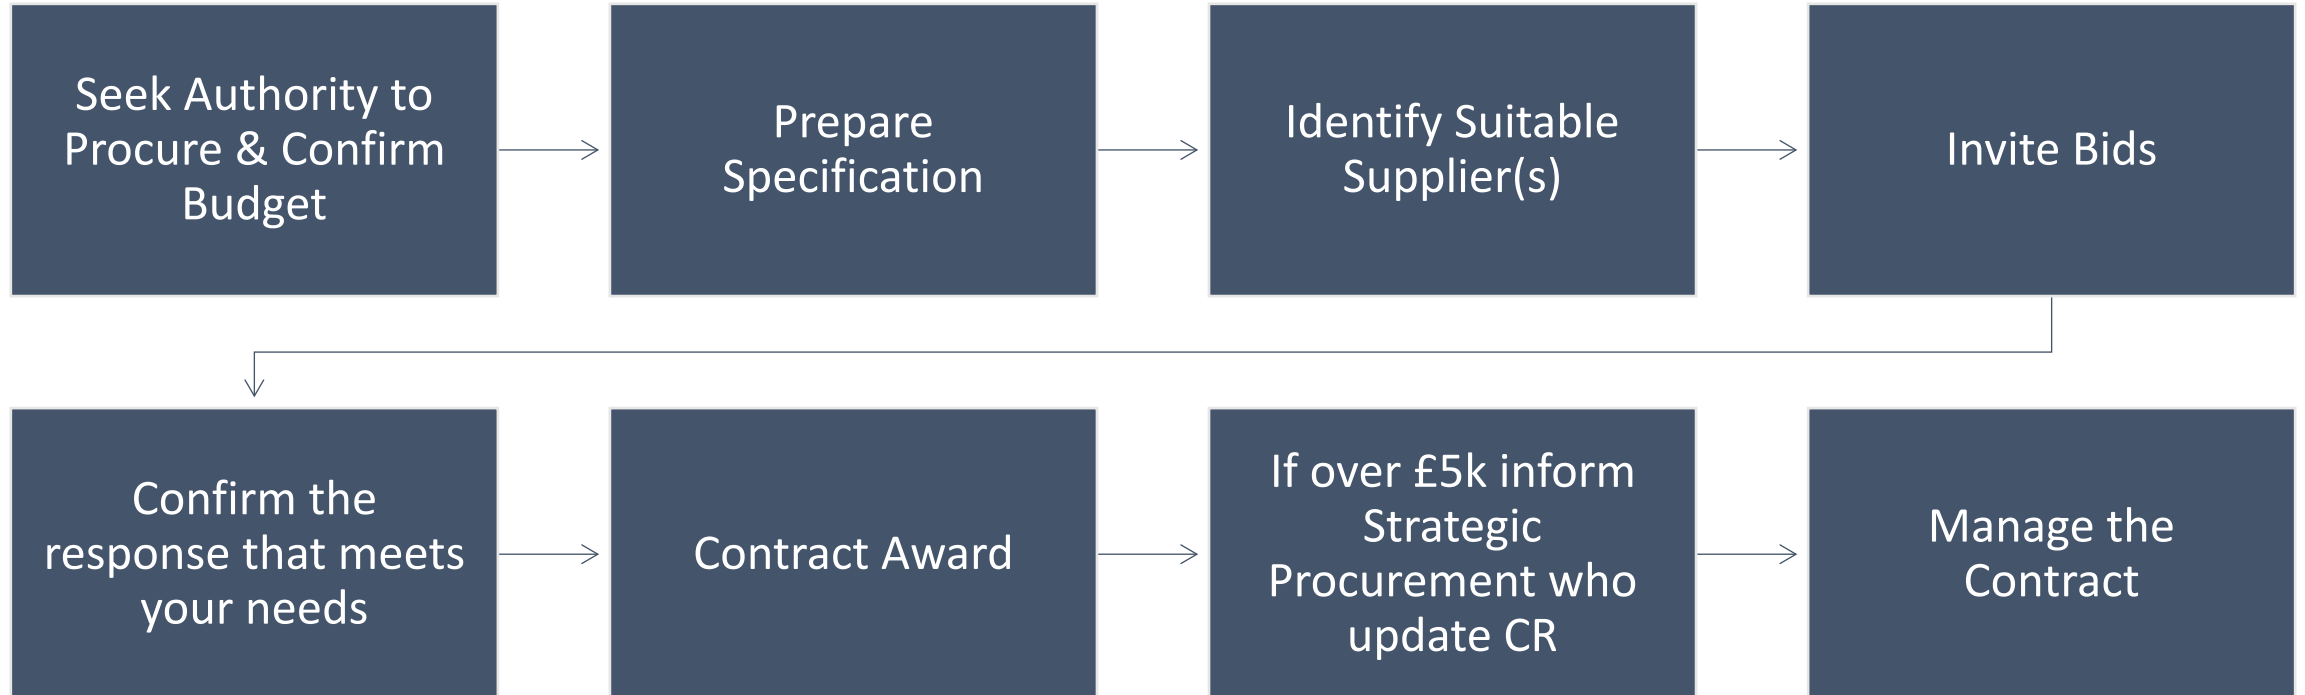 Seek Authority to
Procure & Confirm
Budget
Prepare
Specification
Identify Suitable
Supplier(s)
Invite Bids
Confirm the
response that meets
your needs
Contract Award
If over £5k inform
Strategic
Procurement who
update CR
Manage the
Contract